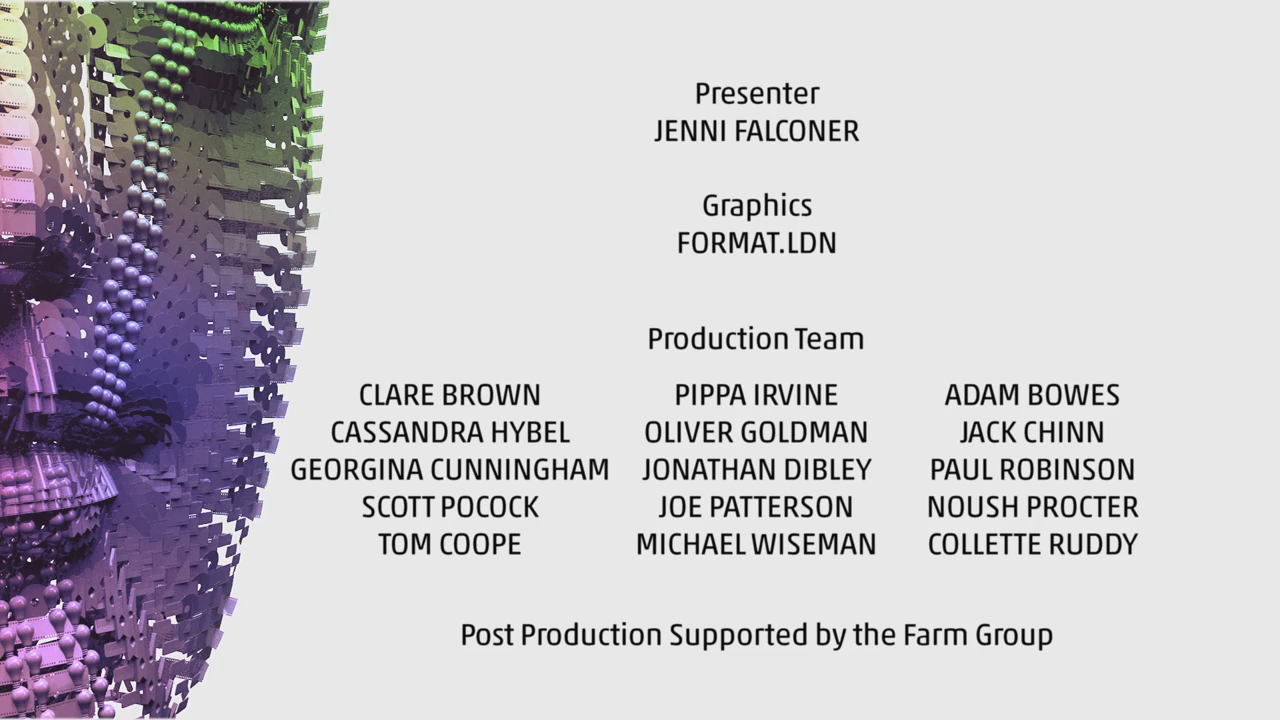 Presenter
JENNI FALCONER
Graphics
FORMAT.LDN
Production Team
CLARE BROWN PIPPA IRVINE ADAM BOWES
CASSANDRA HYBEL OLIVER GOLDMAN JACK CHINN
GEORGINA CUNNINGHAM JONATHAN DIBLEY PAUL ROBINSON
SCOTT POCOCK JOE PATTERSON NOUSH PROCTER
TOM COOPE MICHAEL WISEMAN COLLETTE RUDDY
Post Production Supported by the Farm Group